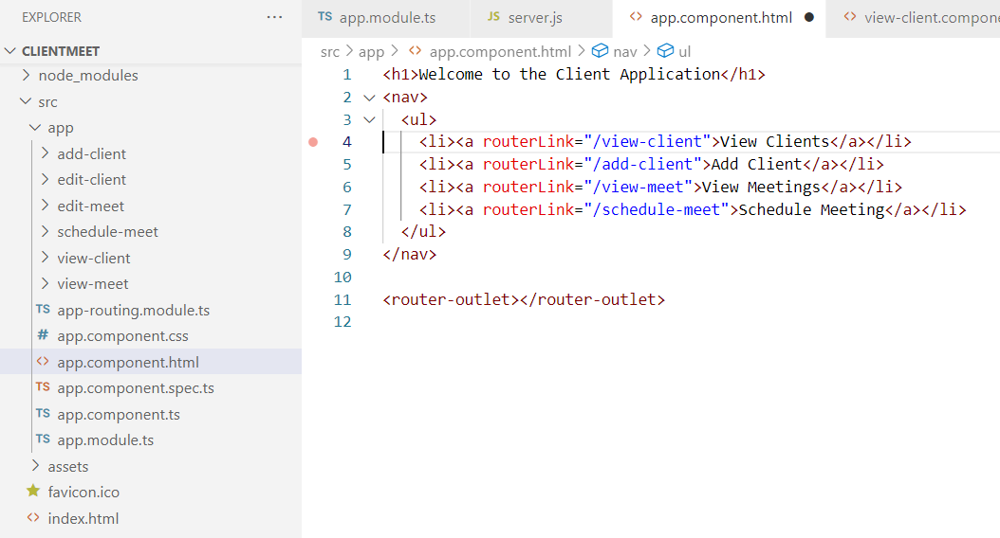 EXPLORER ...
CLIENTMEET
node_modules
src
app
add-client
edit-client
edit-meet
schedule-meet
view-client
view-meet
TS app-routing.module.ts
# app.component.css
<> app.component.html
TS app.component.spec.ts
TS app.component.ts
TS app.module.ts
assets
favicon.ico
<> index.html
TS app.module.ts JS server.js <> app.component.html <> view-client.compone
src > app > <> app.component.html > nav > ul
1 <h1>Welcome to the Client Application</h1>
2 <nav>
3 <ul>
4 <li><a routerLink="/view-client">View Clients</a></li>
5 <li><a routerLink="/add-client">Add Client</a></li>
6 <li><a routerLink="/view-meet">View Meetings</a></li>
7 <li><a routerLink="/schedule-meet">Schedule Meeting</a></li>
8 </ul>
9 </nav>
10
11 <router-outlet></router-outlet>
12